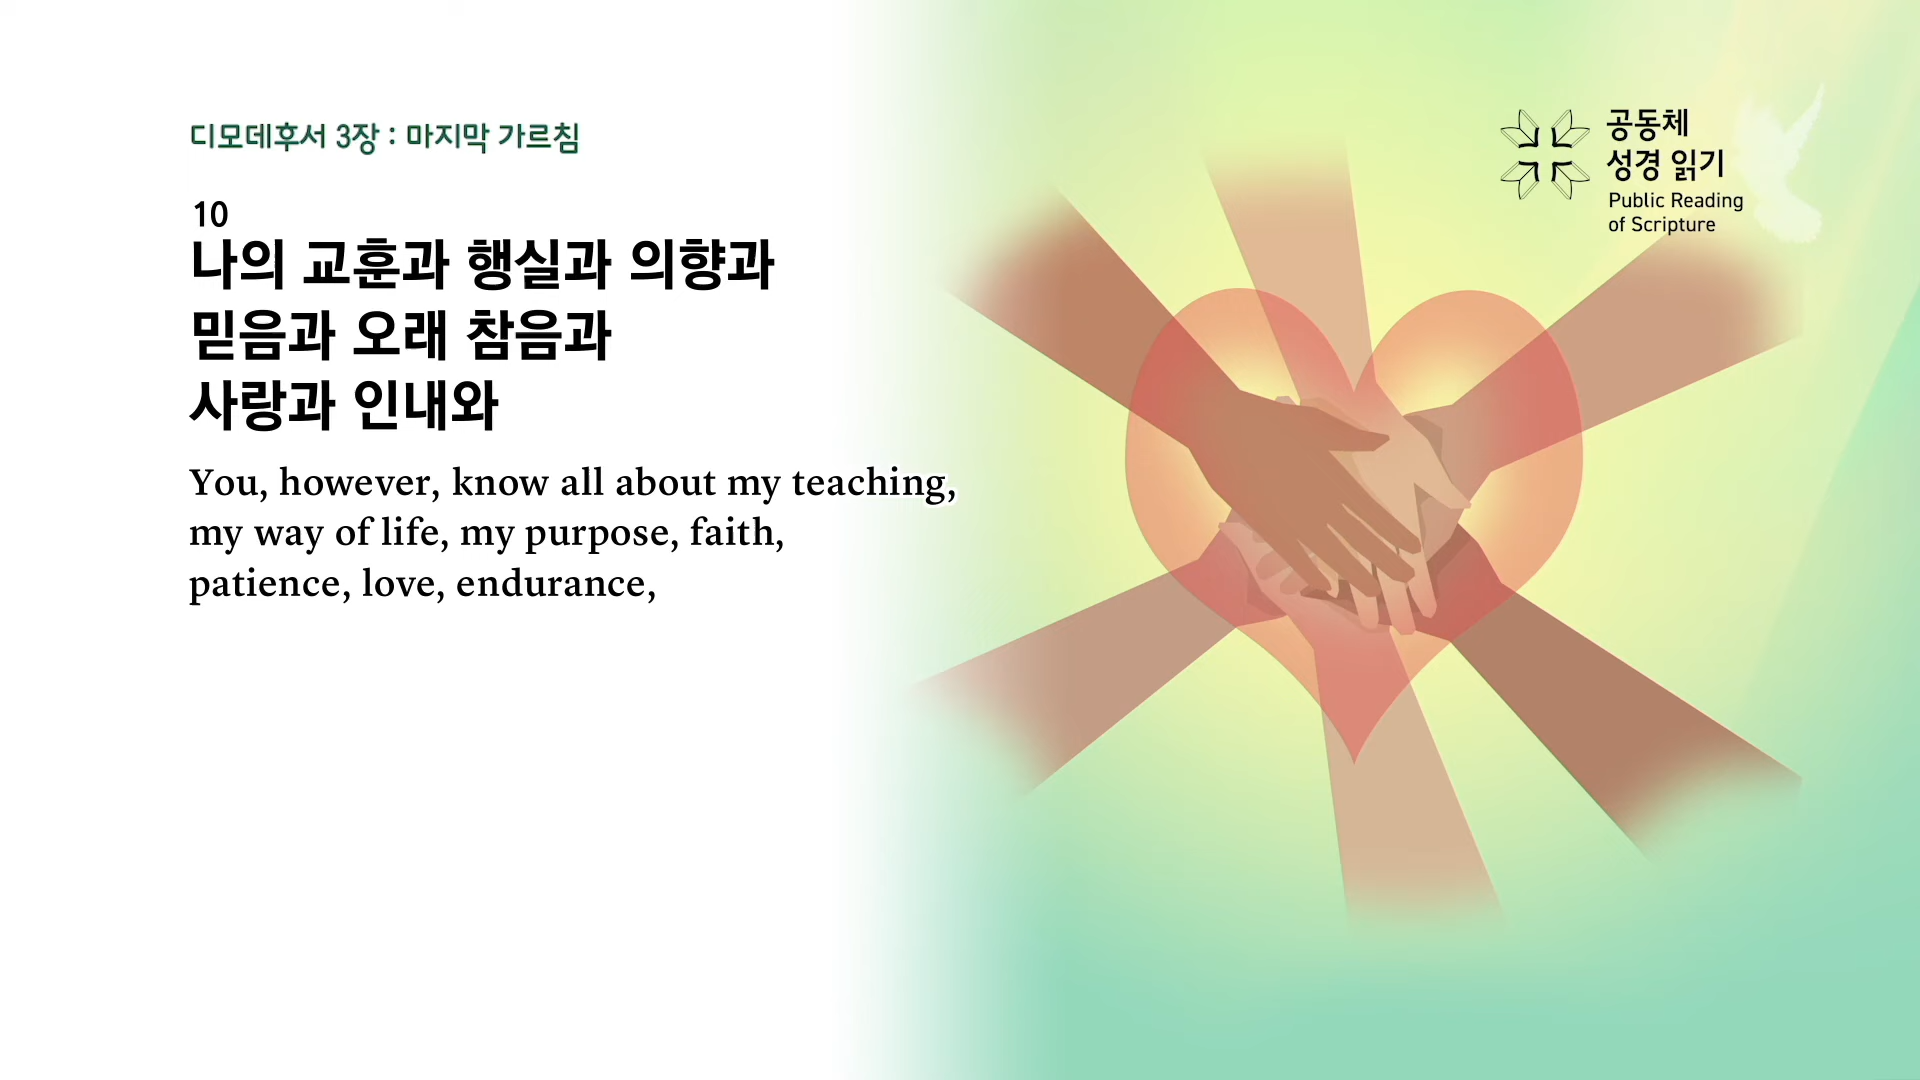 디모데후서 3장 : 마지막 가르침
10
나의 교훈과 행실과 의향과
믿음과 오래 참음과
사랑과 인내와
You, however, know all about my teaching,
my way of life, my purpose, faith,
patience, love, endurance,
공동체
성경 읽기
Public Reading
of Scripture